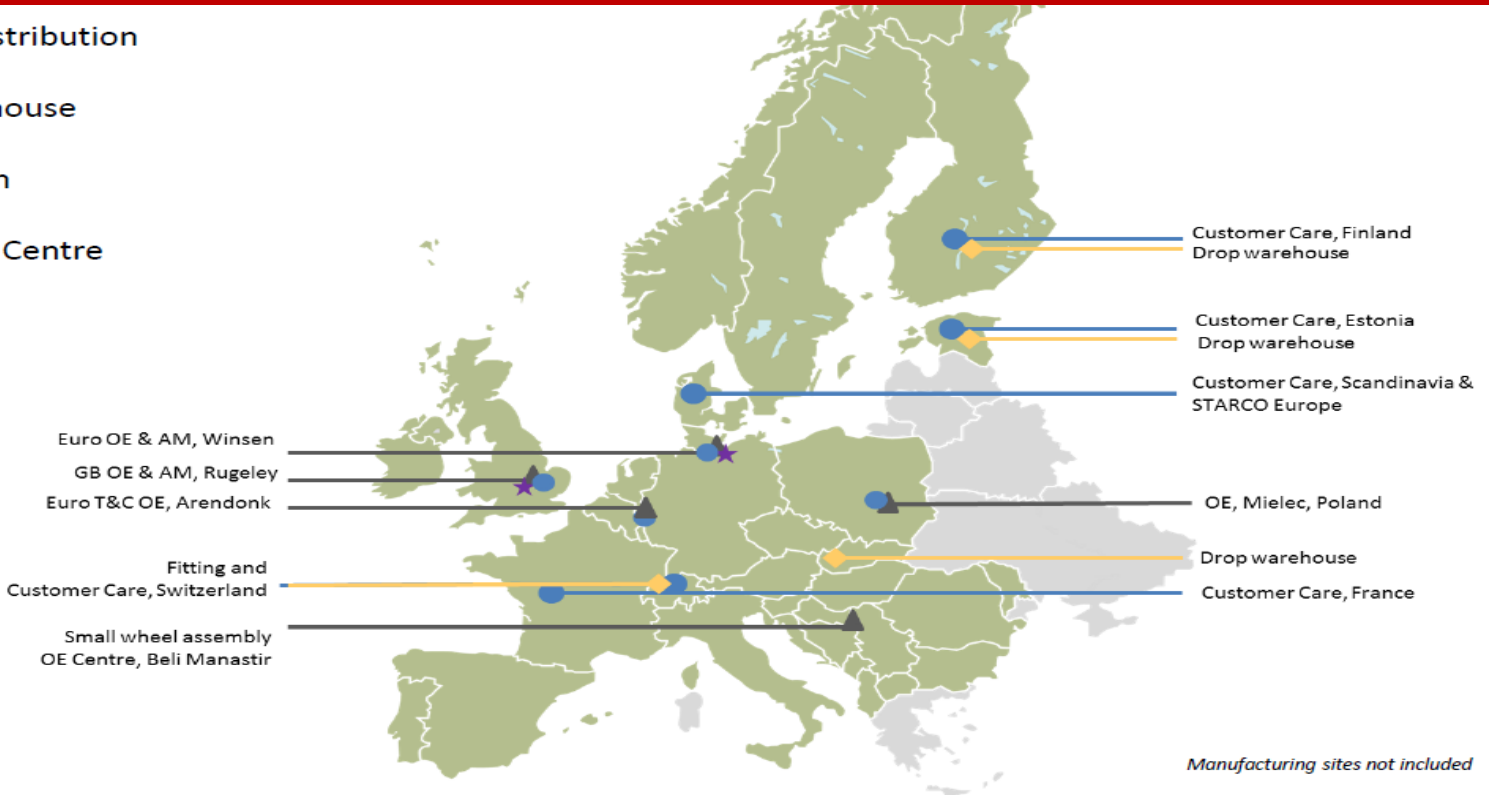 stribution
ouse
n
Centre
Customer Care, Finland
Drop warehouse
Customer Care, Estonia
Drop warehouse
Customer Care, Scandinavia &
STARCO Europe
Euro OE & AM, Winsen
GB OE & AM, Rugeley
Euro T&C OE, Arendonk
OE, Mielec, Poland
Drop warehouse
Fitting and
Customer Care, Switzerland
Customer Care, France
Small wheel assembly
OE Centre, Beli Manastir
Manufacturing sites not included